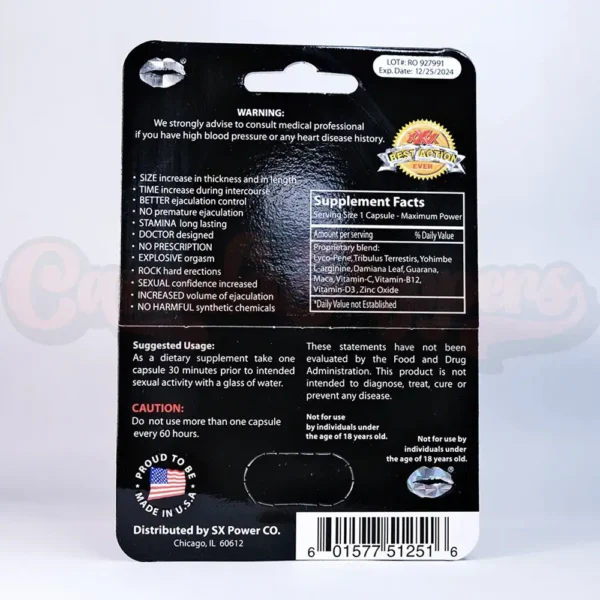 LOT#: RO 927991
Exp. Date: 12/25/2024
WARNING:
We strongly advise to consult medical professional
if you have high blood pressure or any heart disease history.
XXX
BEST ACTION
EVER
• SIZE increase in thickness and in length
• TIME increase during intercourse
• BETTER ejaculation control
• NO premature ejaculation
• STAMINA long lasting
• DOCTOR designed
• NO PRESCRIPTION
• EXPLOSIVE orgasm
• ROCK hard erections
• SEXUAL confidence increased
• INCREASED volume of ejaculation
• NO HARMFUL synthetic chemicals
Supplement Facts
Serving Size 1 Capsule - Maximum Power
Amount per serving % Daily Value
Proprietary blend:
Lyco-Pene, Tribulus Terrestirs, Yohimbe
L-arginine, Damiana Leaf, Guarana,
Maca, Vitamin-C, Vitamin-B12,
Vitamin-D3, Zinc Oxide
*Daily Value not Established
Suggested Usage:
As a dietary supplement take one
capsule 30 minutes prior to intended
sexual activity with a glass of water.
CAUTION:
Do not use more than one capsule
every 60 hours.
These statements have not been
evaluated by the Food and Drug
Administration. This product is not
intended to diagnose, treat, cure or
prevent any disease.
Not for use
by individuals under
the age of 18 years old.
Not for use by
individuals under
the age of 18 years old.
PROUD TO BE
MADE IN U.S.A
Distributed by SX Power CO.
Chicago, IL 60612
6 01577 51251 6